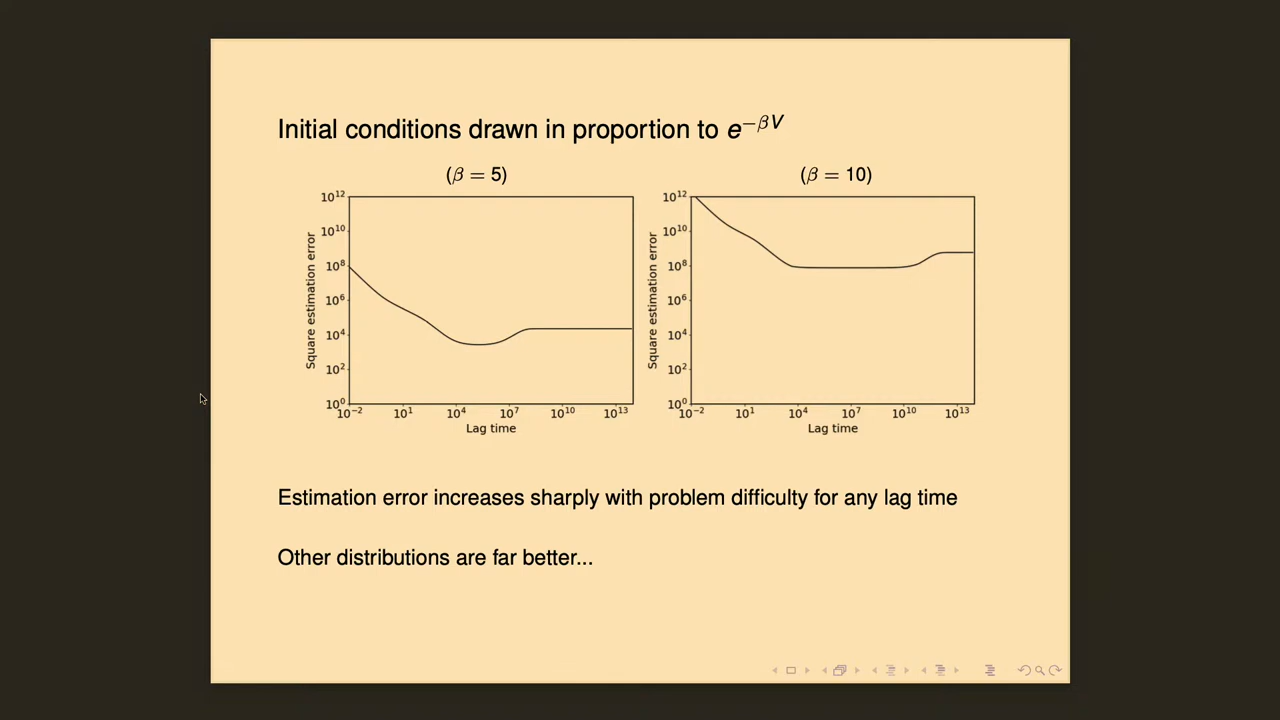 Initial conditions drawn in proportion to e^{−βV}
(β = 5)
(β = 10)
Square estimation error
10^12
10^10
10^8
10^6
10^4
10^2
10^0
10^−2 10^1 10^4 10^7 10^10 10^13
Lag time
Square estimation error
10^12
10^10
10^8
10^6
10^4
10^2
10^0
10^−2 10^1 10^4 10^7 10^10 10^13
Lag time
Estimation error increases sharply with problem difficulty for any lag time
Other distributions are far better...